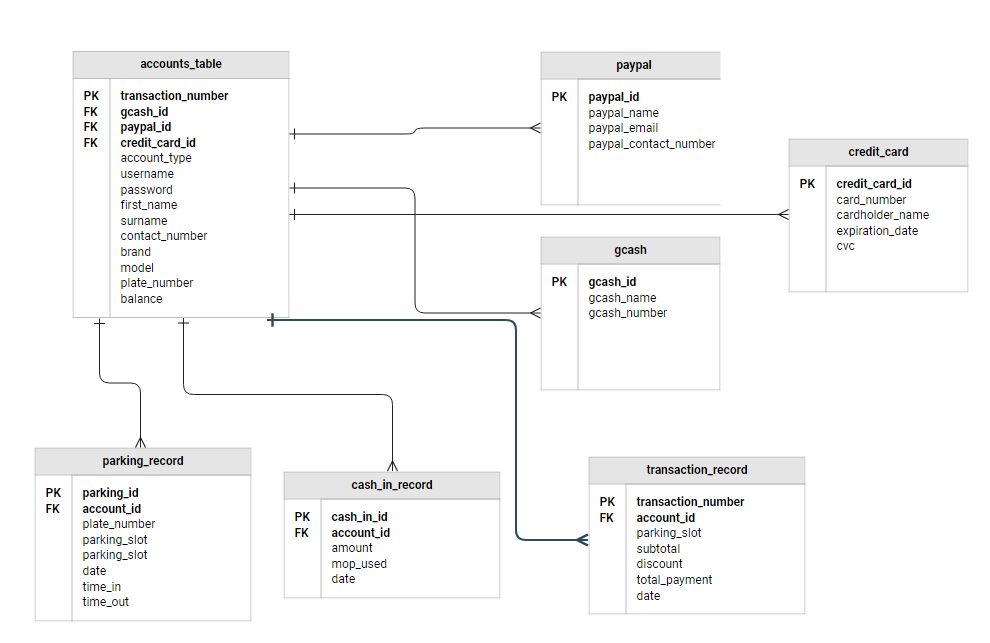 accounts_table
PK transaction_number
FK gcash_id
FK paypal_id
FK credit_card_id
account_type
username
password
first_name
surname
contact_number
brand
model
plate_number
balance
paypal
PK paypal_id
paypal_name
paypal_email
paypal_contact_number
credit_card
PK credit_card_id
card_number
cardholder_name
expiration_date
cvc
gcash
PK gcash_id
gcash_name
gcash_number
parking_record
PK parking_id
FK account_id
plate_number
parking_slot
parking_slot
date
time_in
time_out
cash_in_record
PK cash_in_id
FK account_id
amount
mop_used
date
transaction_record
PK transaction_number
FK account_id
parking_slot
subtotal
discount
total_payment
date